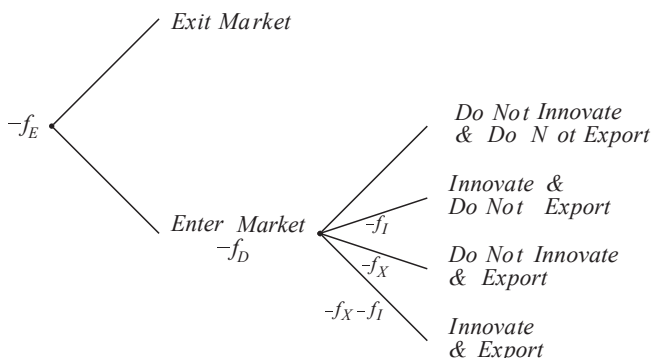 Exit Market
−f_E
Do Not Innovate
& Do N ot Export
Innovate &
Do Not Export
Enter Market
−f_D
−f_I
Do Not Innovate
& Export
−f_X
−f_X −f_I
Innovate
& Export